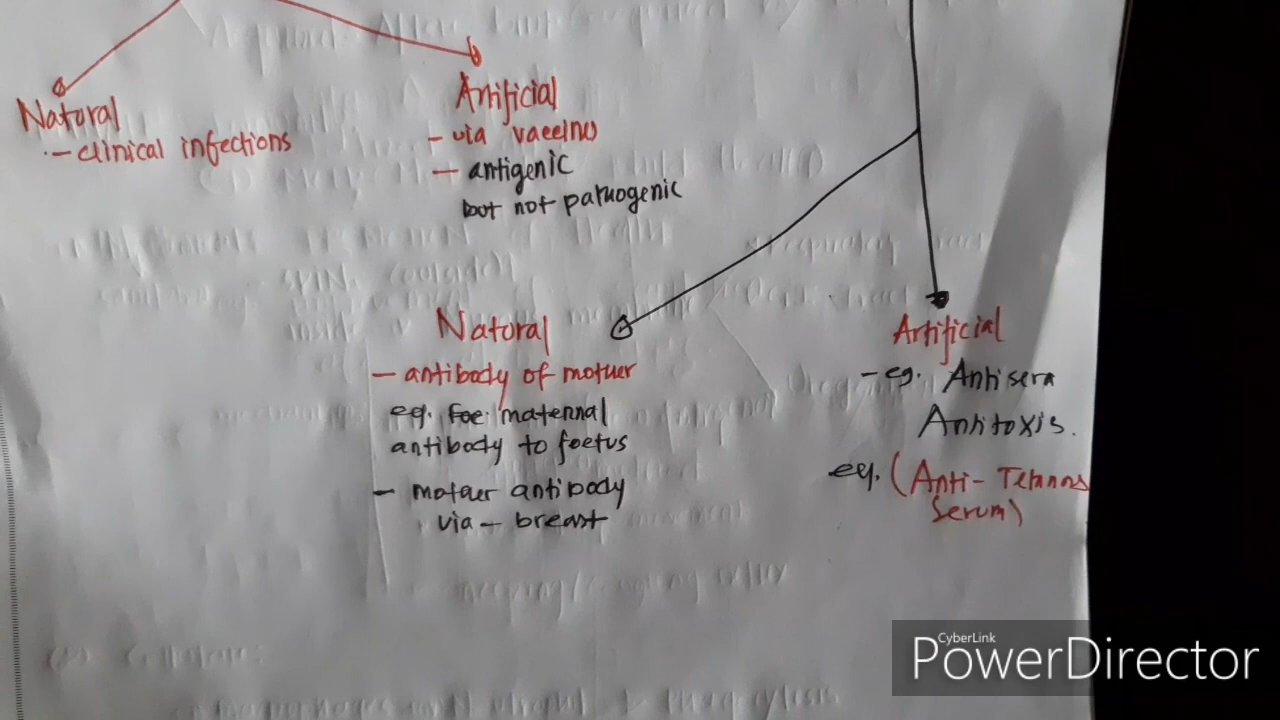 Natural
- clinical infections
Artificial
- via vaccines
- antigenic
but not pathogenic
Natural
- antibody of mother
eg. Foe maternal
antibody to foetus
- mother antibody
via - breast
Artificial
- eg. Antisera
Antitoxis.
eg. (Anti-Tetanus
Serum)
CyberLink
PowerDirector